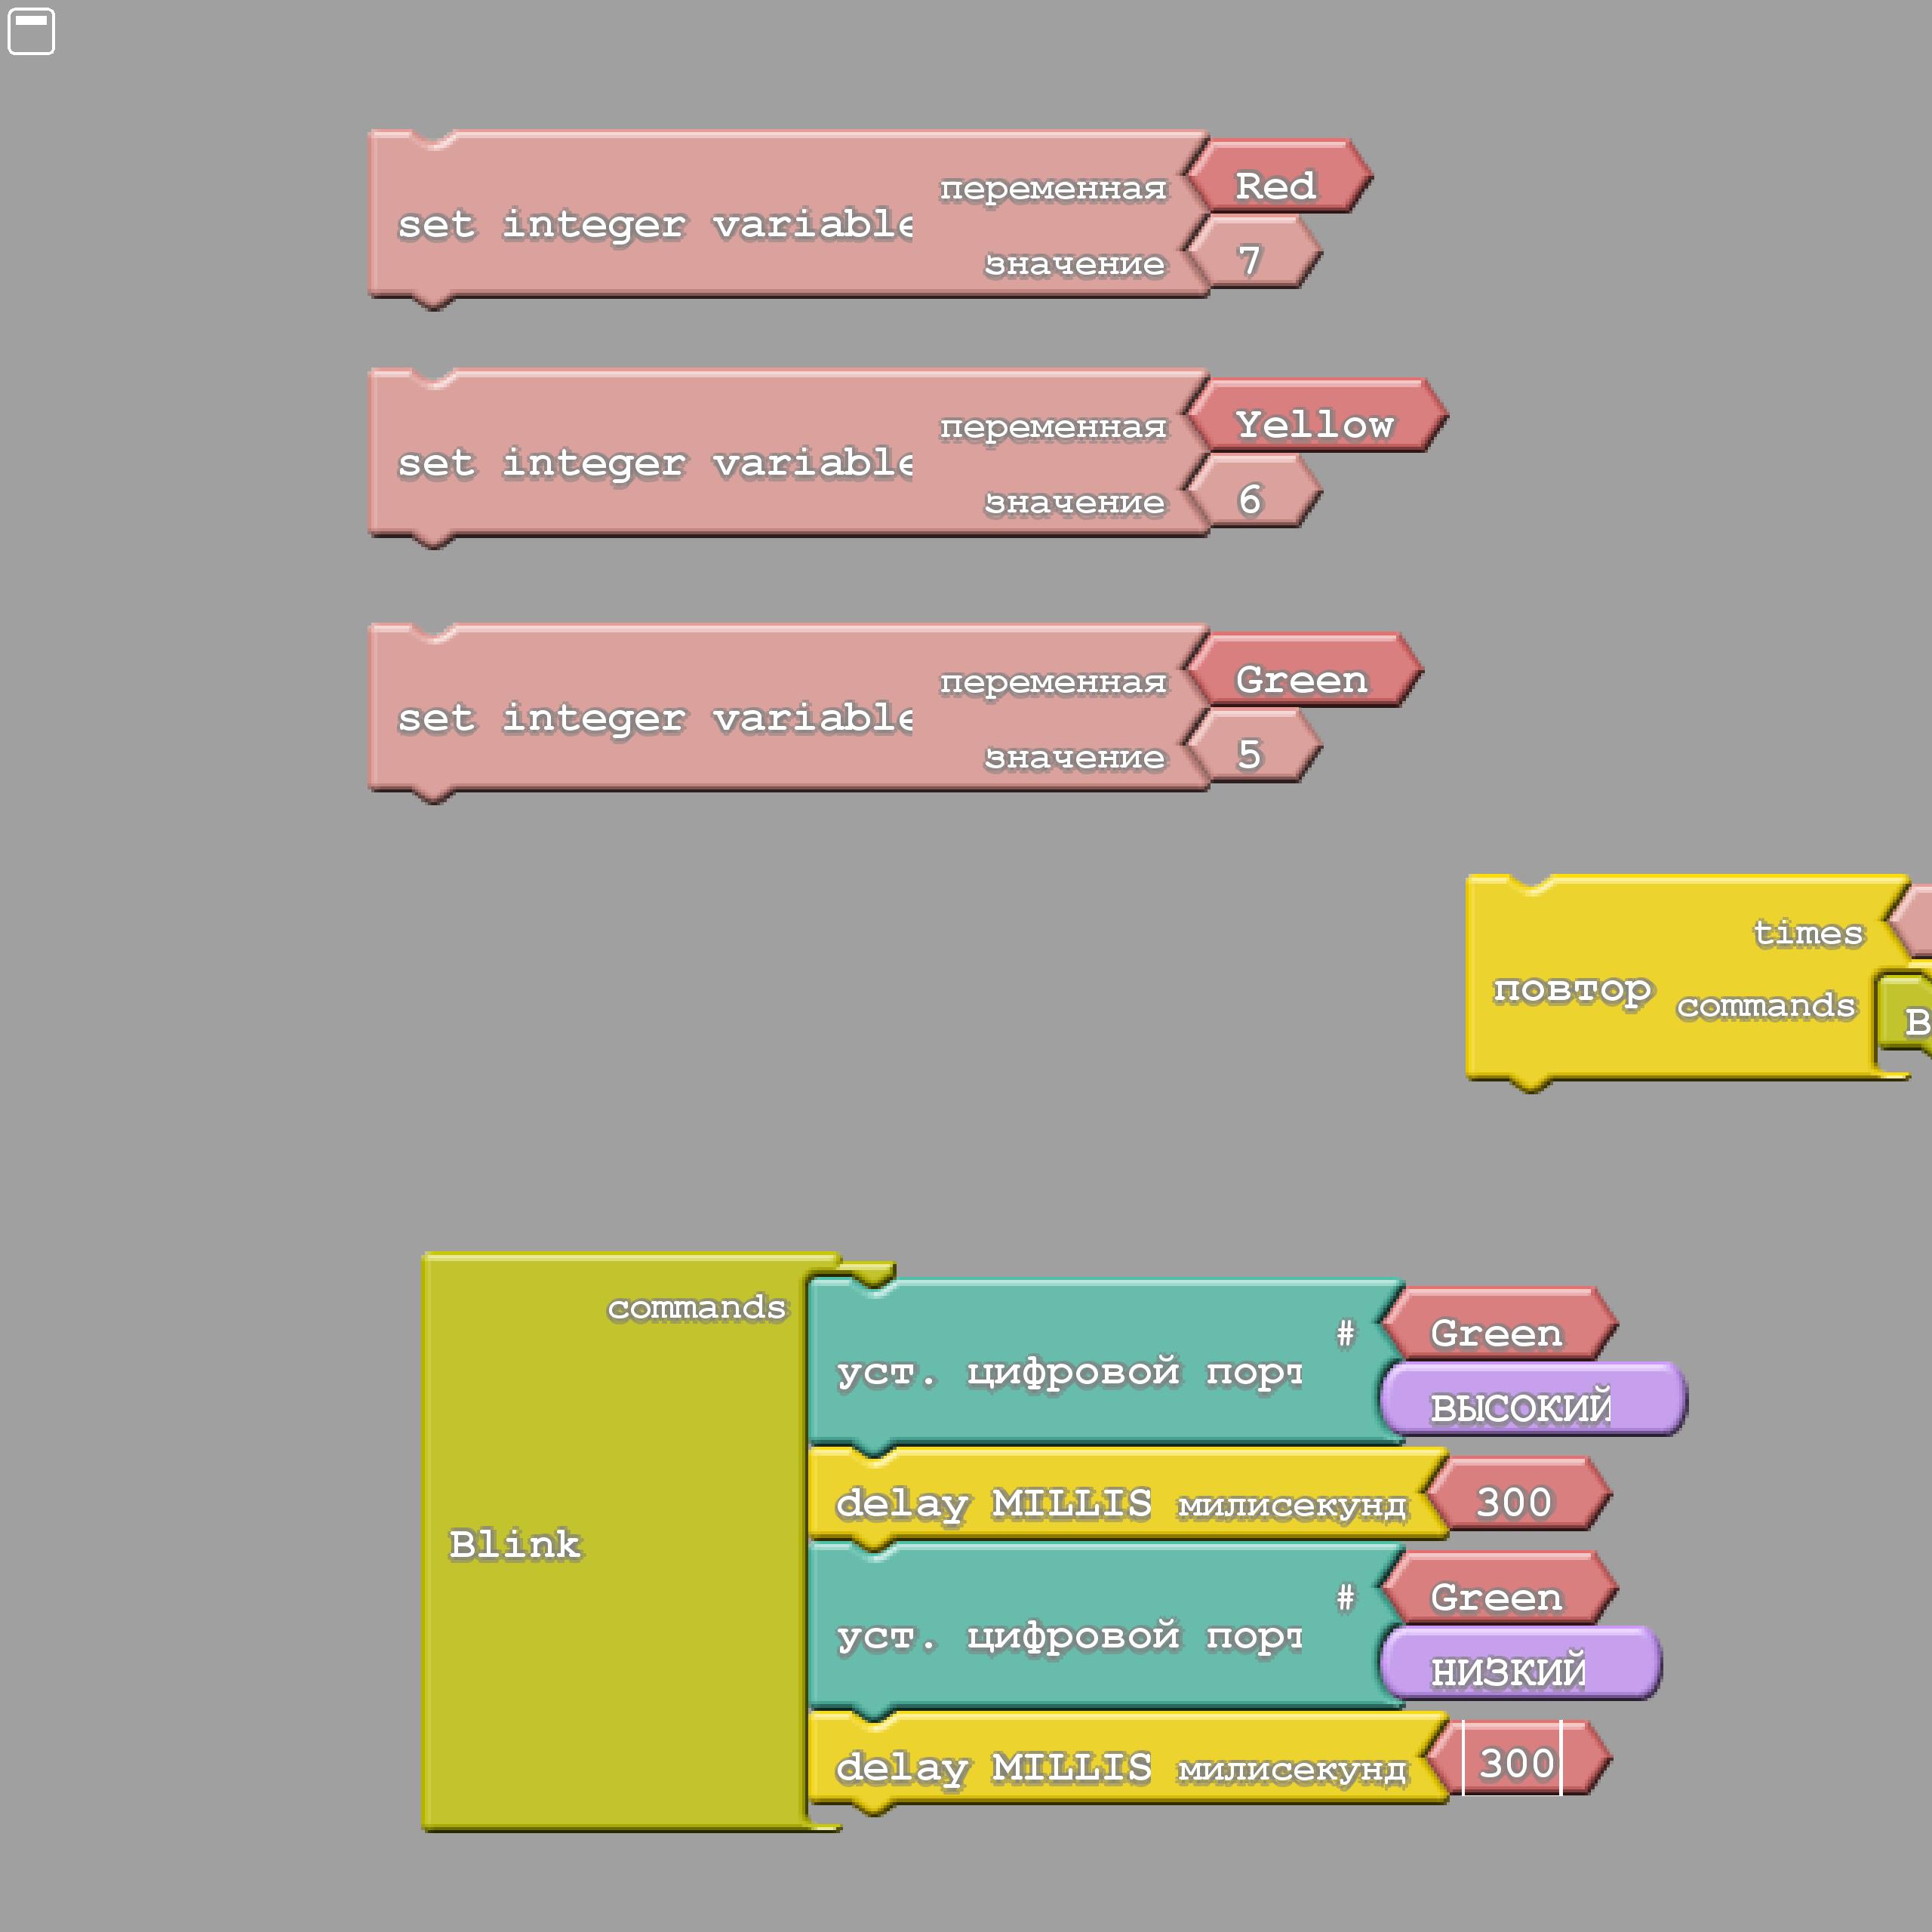 переменная Red
set integer variable
значение 7
переменная Yellow
set integer variable
значение 6
переменная Green
set integer variable
значение 5
times
повтор commands
commands
# Green
уст. цифровой порт
ВЫСОКИЙ
delay MILLIS милисекунд 300
Blink
# Green
уст. цифровой порт
НИЗКИЙ
delay MILLIS милисекунд 300